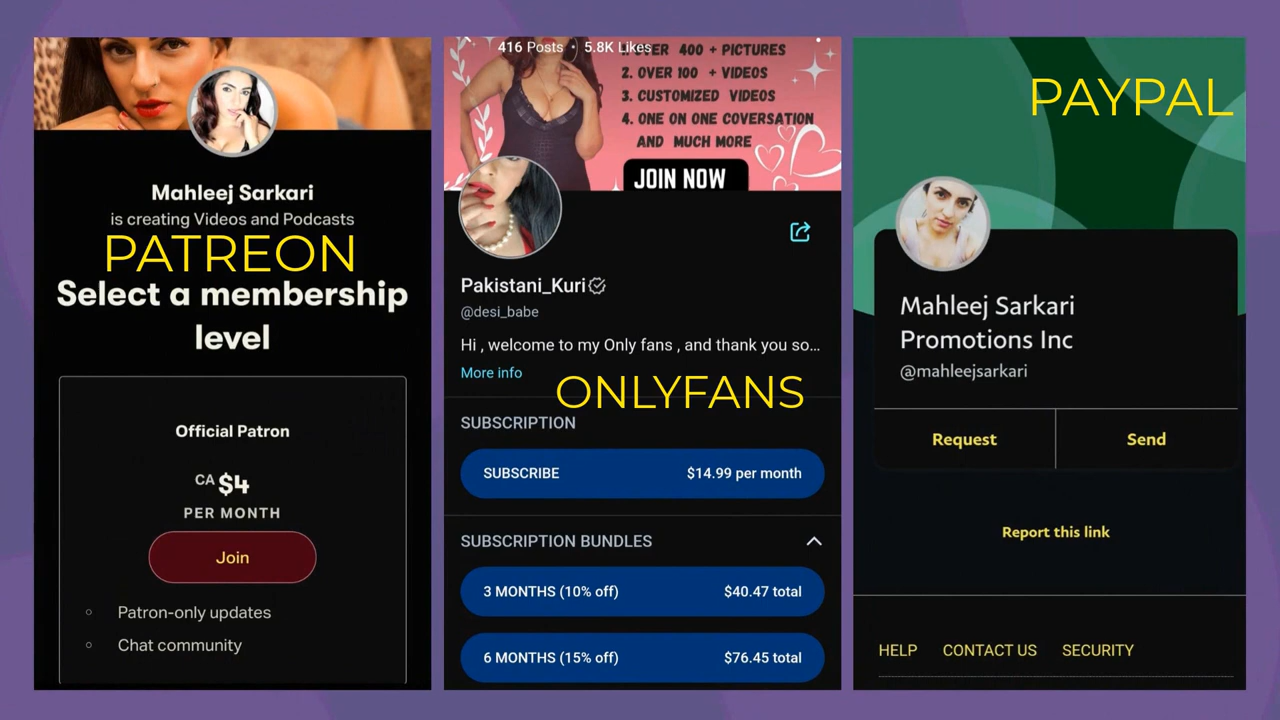 Mahleej Sarkari
is creating Videos and Podcasts
PATREON
Select a membership
level
Official Patron
CA $4
PER MONTH
Join
Patron-only updates
Chat community
416 Posts • 5.8K Likes
1. OVER 400 + PICTURES
2. OVER 100 + VIDEOS
3. CUSTOMIZED VIDEOS
4. ONE ON ONE COVERSATION
AND MUCH MORE
JOIN NOW
Pakistani_Kuri
@desi_babe
Hi , welcome to my Only fans , and thank you so...
More info
ONLYFANS
SUBSCRIPTION
SUBSCRIBE $14.99 per month
SUBSCRIPTION BUNDLES
3 MONTHS (10% off) $40.47 total
6 MONTHS (15% off) $76.45 total
PAYPAL
Mahleej Sarkari
Promotions Inc
@mahleejsarkari
Request Send
Report this link
HELP CONTACT US SECURITY